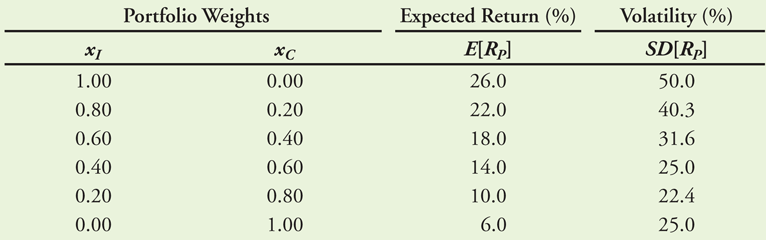 Portfolio Weights Expected Return (%) Volatility (%)
x_I x_C E[R_P] SD[R_P]
1.00 0.00 26.0 50.0
0.80 0.20 22.0 40.3
0.60 0.40 18.0 31.6
0.40 0.60 14.0 25.0
0.20 0.80 10.0 22.4
0.00 1.00 6.0 25.0